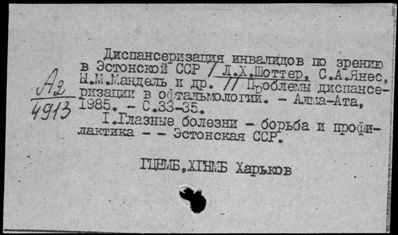 Диспансеризация инвалидов по зрению
в Эстонской ССР / Л.Х.Шоттер, С.А.Янес,
Н.М.Мандель и др. // Проблемы диспансе-
ризации в офтальмологии. - Алма-Ата,
1985. - С.33-35.
А2
4913
I.Глазные болезни - борьба и профи-
лактика - - Эстонская ССР.
ГЦНМБ,ХГНМБ Харьков